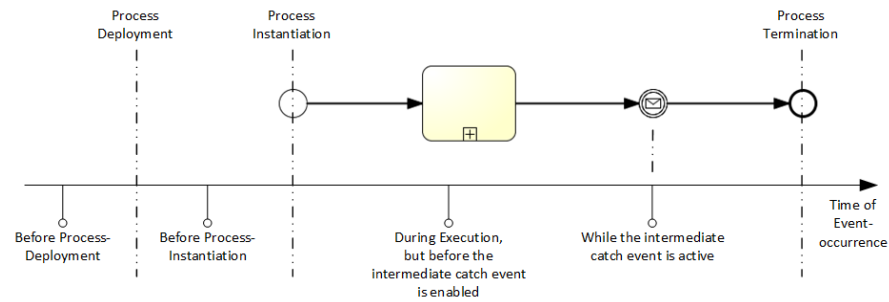 Process
Deployment
Process
Instantiation
Process
Termination
Before Process-
Deployment
Before Process-
Instantiation
During Execution,
but before the
intermediate catch event
is enabled
While the intermediate
catch event is active
Time of
Event-
occurrence